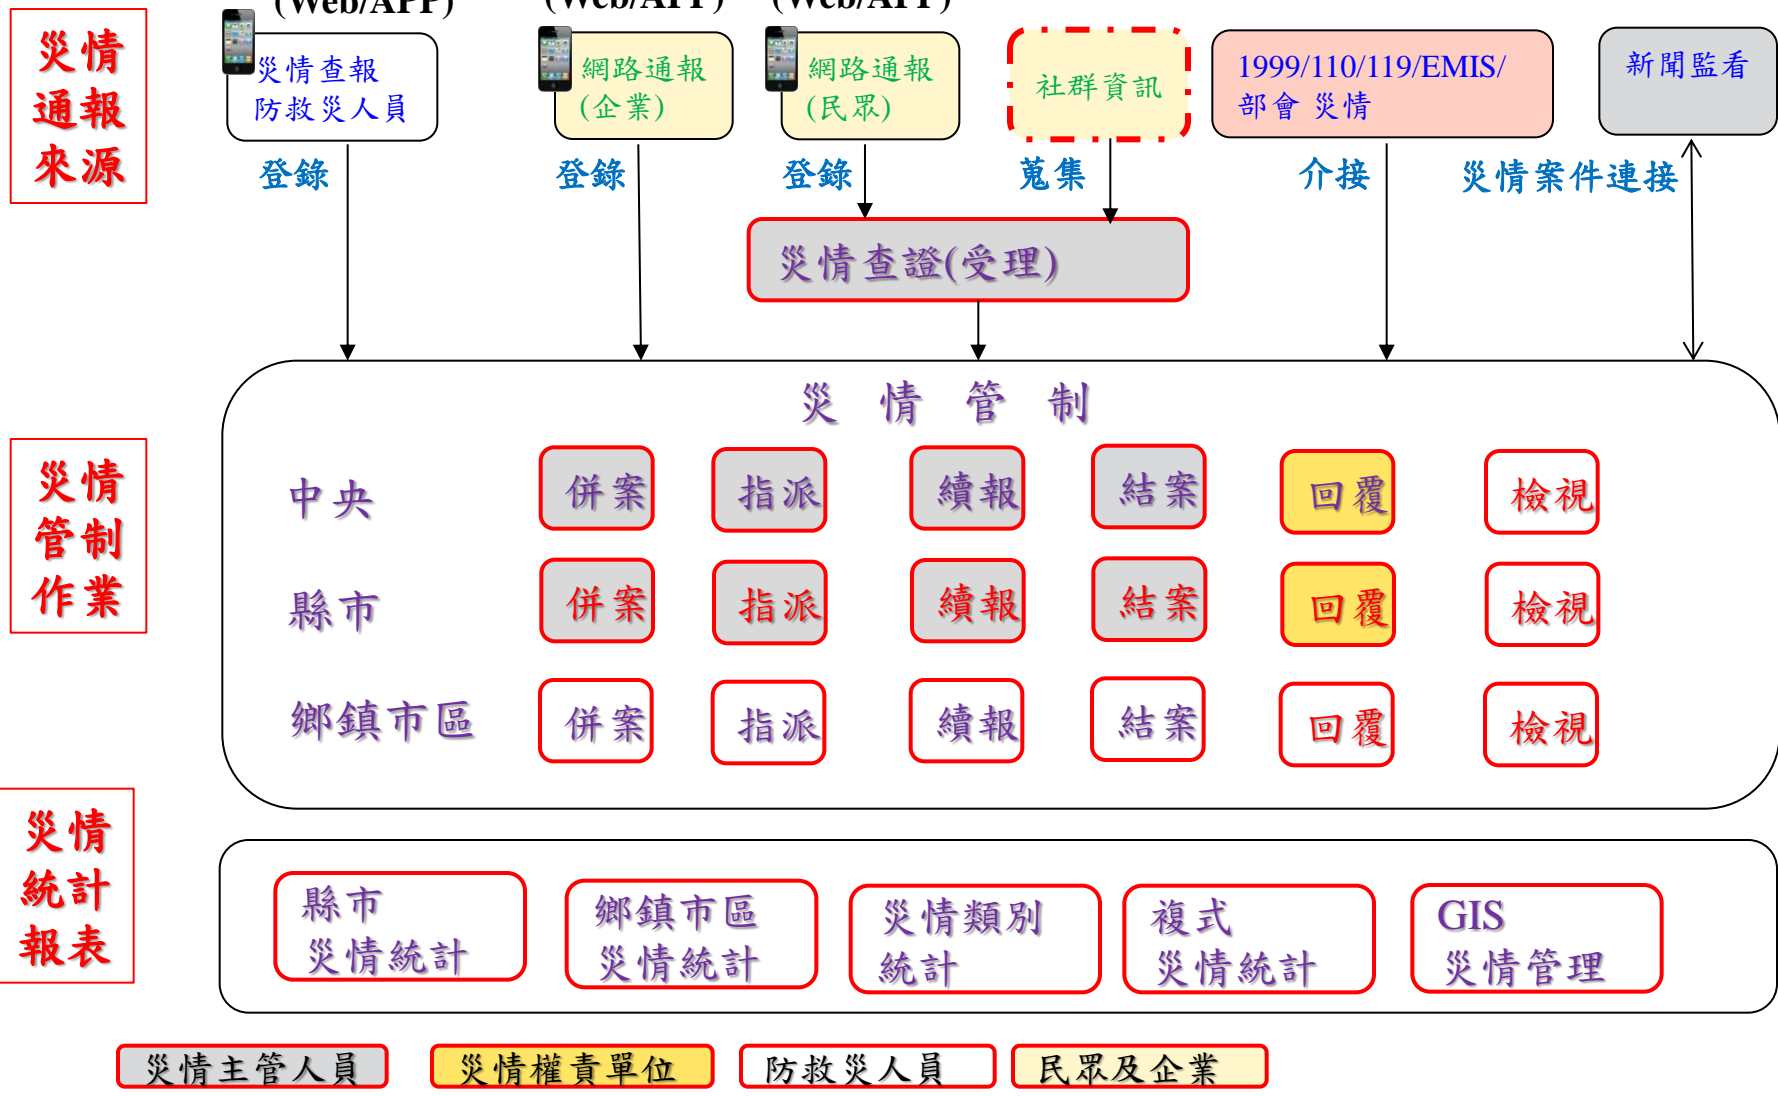 (Web/APP)
(Web/APP)
(Web/APP)
災情
通報
來源
災情查報
防救災人員
網路通報
(企業)
網路通報
(民眾)
社群資訊
1999/110/119/EMIS/
部會 災情
新聞監看
登錄
登錄
登錄
蒐集
介接
災情案件連接
災情查證(受理)
災情管制
災情
管制
作業
中央
併案
指派
續報
結案
回覆
檢視
縣市
併案
指派
續報
結案
回覆
檢視
鄉鎮市區
併案
指派
續報
結案
回覆
檢視
災情
統計
報表
縣市
災情統計
鄉鎮市區
災情統計
災情類別
統計
複式
災情統計
GIS
災情管理
災情主管人員
災情權責單位
防救災人員
民眾及企業